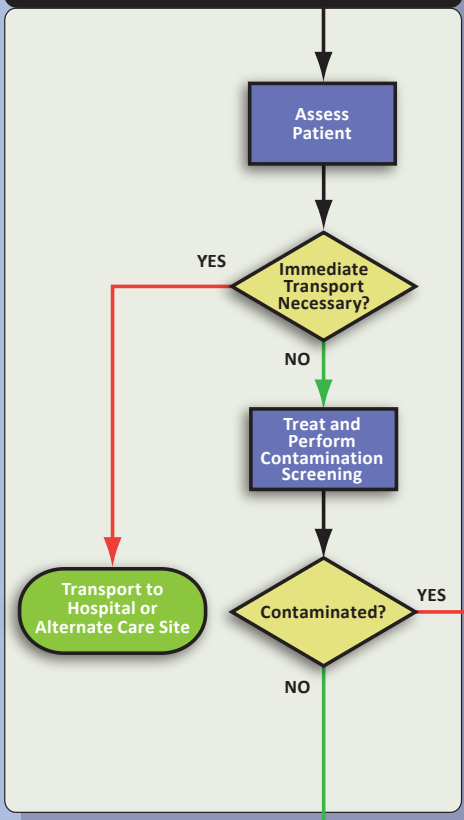 Assess
Patient
YES
Immediate
Transport
Necessary?
NO
Treat and
Perform
Contamination
Screening
Transport to
Hospital or
Alternate Care Site
Contaminated?
YES
NO